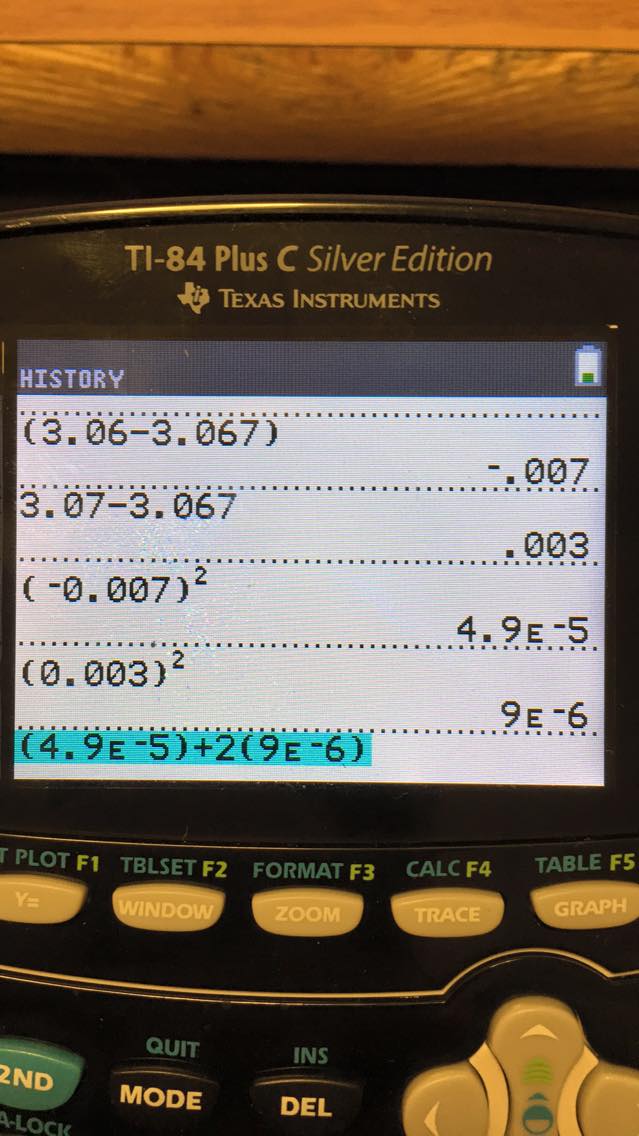 TI-84 Plus C Silver Edition
TEXAS INSTRUMENTS
HISTORY
(3.06-3.067)
-.007
3.07-3.067
.003
(-0.007)²
4.9E-5
(0.003)²
9E-6
(4.9E-5)+2(9E-6)
T PLOT F1 TBLSET F2 FORMAT F3 CALC F4 TABLE F5
Y= WINDOW ZOOM TRACE GRAPH
QUIT INS
2ND MODE DEL
A-LOCK